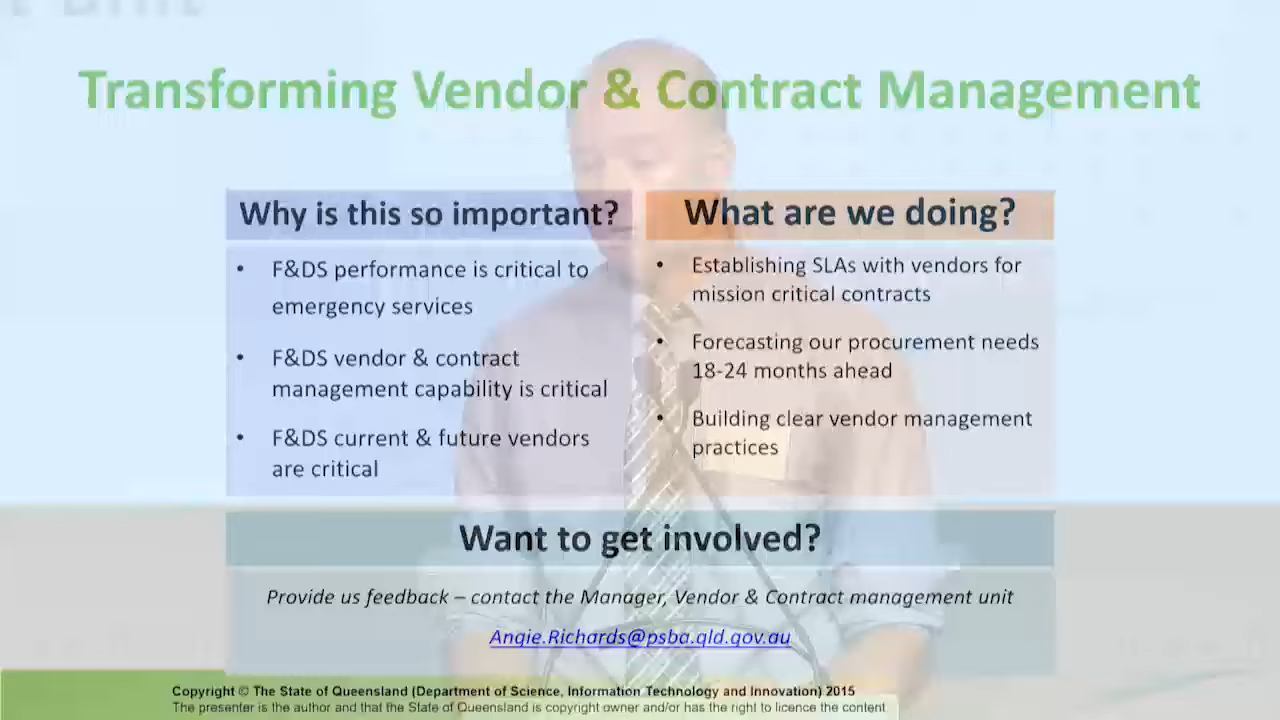 Transforming Vendor & Contract Management
Why is this so important?
• F&DS performance is critical to
emergency services
• F&DS vendor & contract
management capability is critical
• F&DS current & future vendors
are critical
What are we doing?
• Establishing SLAs with vendors for
mission critical contracts
• Forecasting our procurement needs
18-24 months ahead
• Building clear vendor management
practices
Want to get involved?
Provide us feedback – contact the Manager, Vendor & Contract management unit
Angie.Richards@psba.qld.gov.au
Copyright © The State of Queensland (Department of Science, Information Technology and Innovation) 2015
The presenter is the author and that the State of Queensland is copyright owner and/or has the right to licence the content